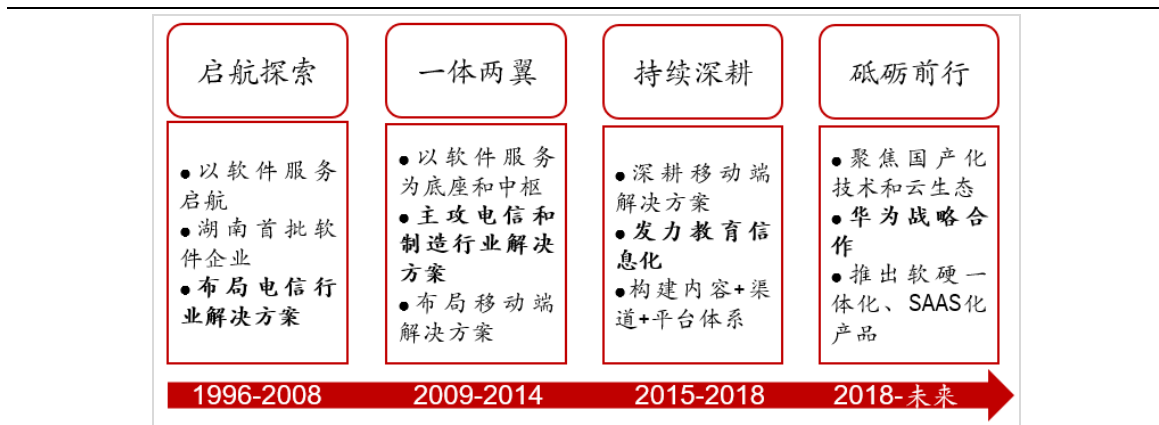 启航探索
以软件服务
启航
湖南首批软
件企业
布局电信行
业解决方案
1996-2008
一体两翼
以软件服务
为底座和中枢
主攻电信和
制造行业解决
方案
布局移动端
解决方案
2009-2014
持续深耕
深耕移动端
解决方案
发力教育信
息化
构建内容+渠
道+平台体系
2015-2018
砥砺前行
聚焦国产化
技术和云生态
华为战略合
作
推出软硬一
体化、SAAS化
产品
2018-未来